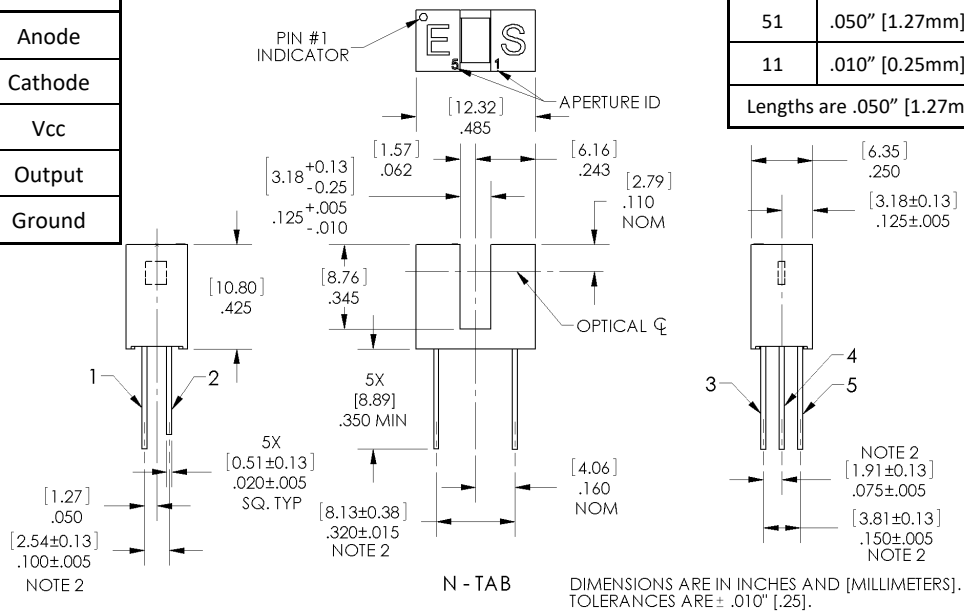 Anode
Cathode
Vcc
Output
Ground
51 .050” [1.27mm]
11 .010” [0.25mm]
Lengths are .050” [1.27m
PIN #1
INDICATOR
E S
5 1
APERTURE ID
[12.32]
.485
[1.57]
.062
[6.16]
.243
[3.18 +0.13 -0.25]
.125 +.005 -.010
[2.79]
.110
NOM
[6.35]
.250
[3.18±0.13]
.125±.005
[10.80]
.425
[8.76]
.345
OPTICAL ℄
1
2
5X
[8.89]
.350 MIN
3
4
5
5X
[0.51±0.13]
.020±.005
SQ. TYP
[1.27]
.050
[2.54±0.13]
.100±.005
NOTE 2
[8.13±0.38]
.320±.015
NOTE 2
[4.06]
.160
NOM
NOTE 2
[1.91±0.13]
.075±.005
[3.81±0.13]
.150±.005
NOTE 2
N - TAB
DIMENSIONS ARE IN INCHES AND [MILLIMETERS].
TOLERANCES ARE ± .010" [.25].